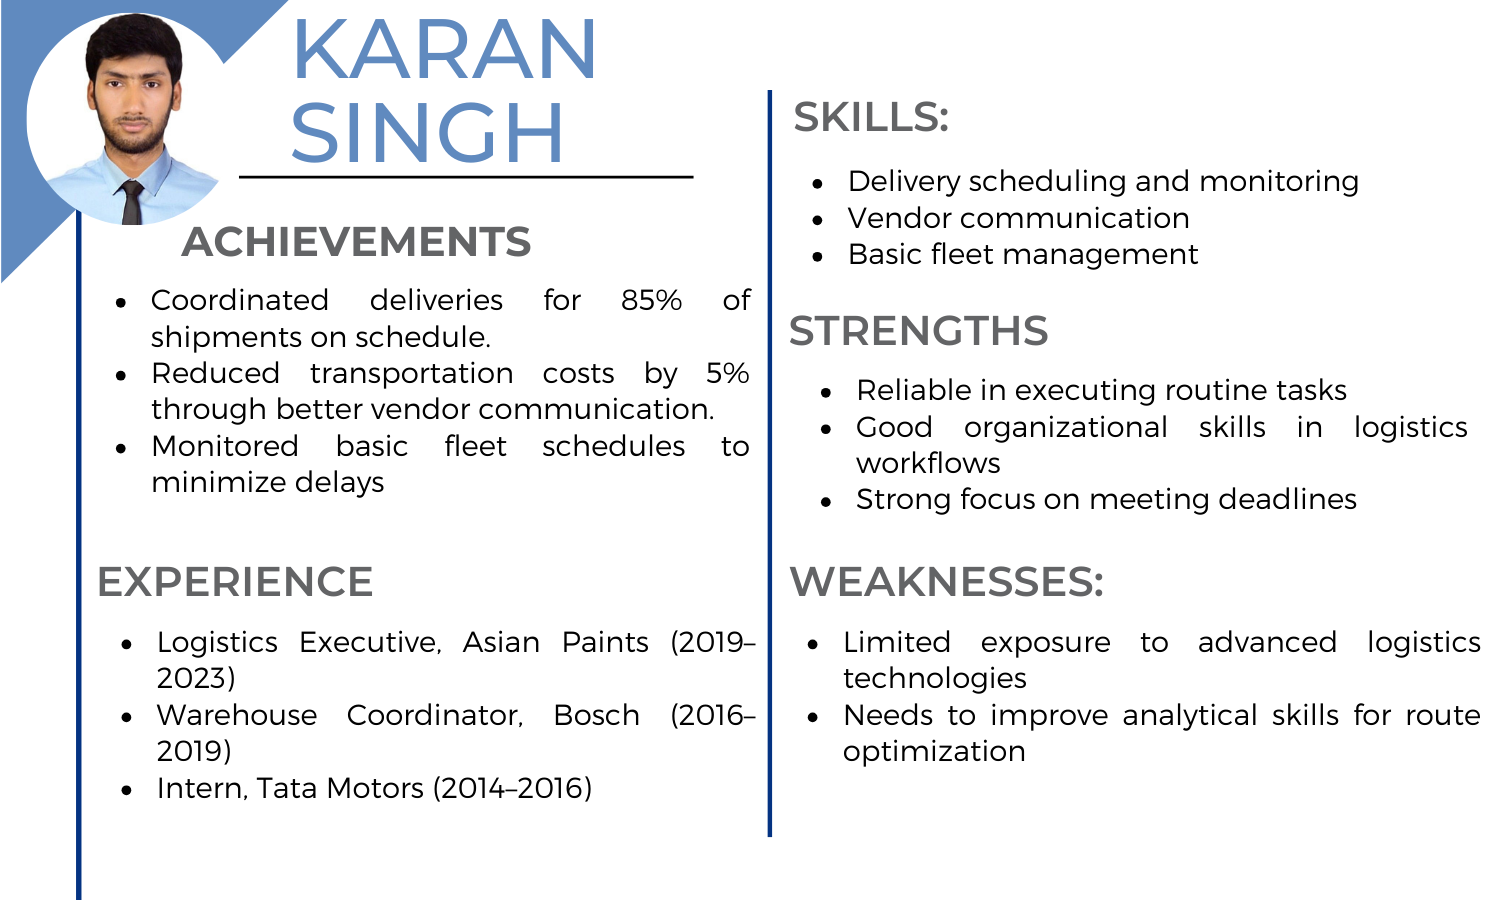 KARAN
SINGH
ACHIEVEMENTS
• Coordinated deliveries for 85% of
shipments on schedule.
• Reduced transportation costs by 5%
through better vendor communication.
• Monitored basic fleet schedules to
minimize delays
EXPERIENCE
• Logistics Executive, Asian Paints (2019–
2023)
• Warehouse Coordinator, Bosch (2016–
2019)
• Intern, Tata Motors (2014–2016)
SKILLS:
• Delivery scheduling and monitoring
• Vendor communication
• Basic fleet management
STRENGTHS
• Reliable in executing routine tasks
• Good organizational skills in logistics
workflows
• Strong focus on meeting deadlines
WEAKNESSES:
• Limited exposure to advanced logistics
technologies
• Needs to improve analytical skills for route
optimization